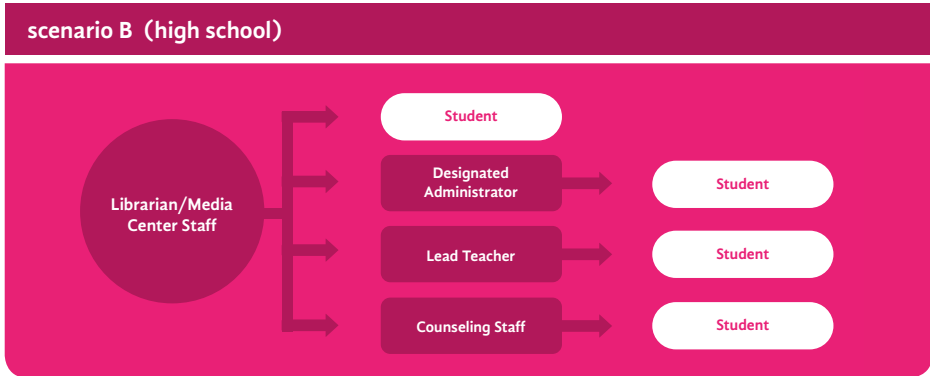 scenario B (high school)
Librarian/Media
Center Staff
Student
Designated
Administrator
Student
Lead Teacher
Student
Counseling Staff
Student